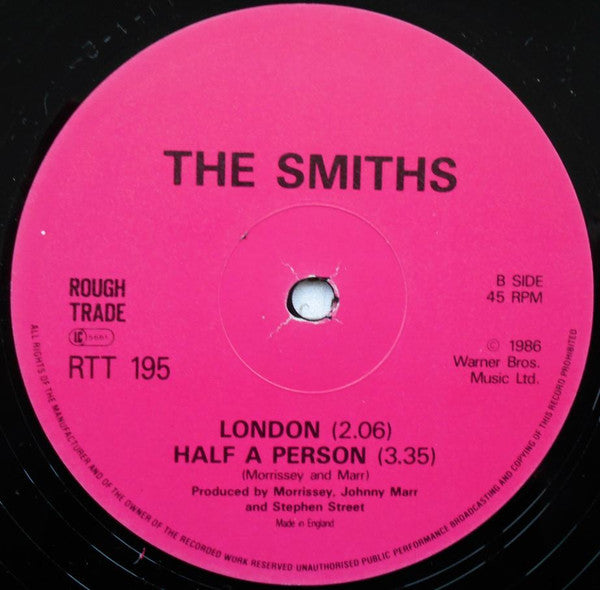 THE SMITHS
ROUGH
TRADE
LC
RTT 195
B SIDE
45 RPM
© 1986
Warner Bros.
Music Ltd.
LONDON (2.06)
HALF A PERSON (3.35)
(Morrissey and Marr)
Produced by Morrissey, Johnny Marr
and Stephen Street
Made in England
ALL RIGHTS OF THE MANUFACTURER AND OF THE OWNER OF THE RECORDED WORK RESERVED UNAUTHORISED PUBLIC PERFORMANCE BROADCASTING AND COPYING OF THIS RECORD PROHIBITED